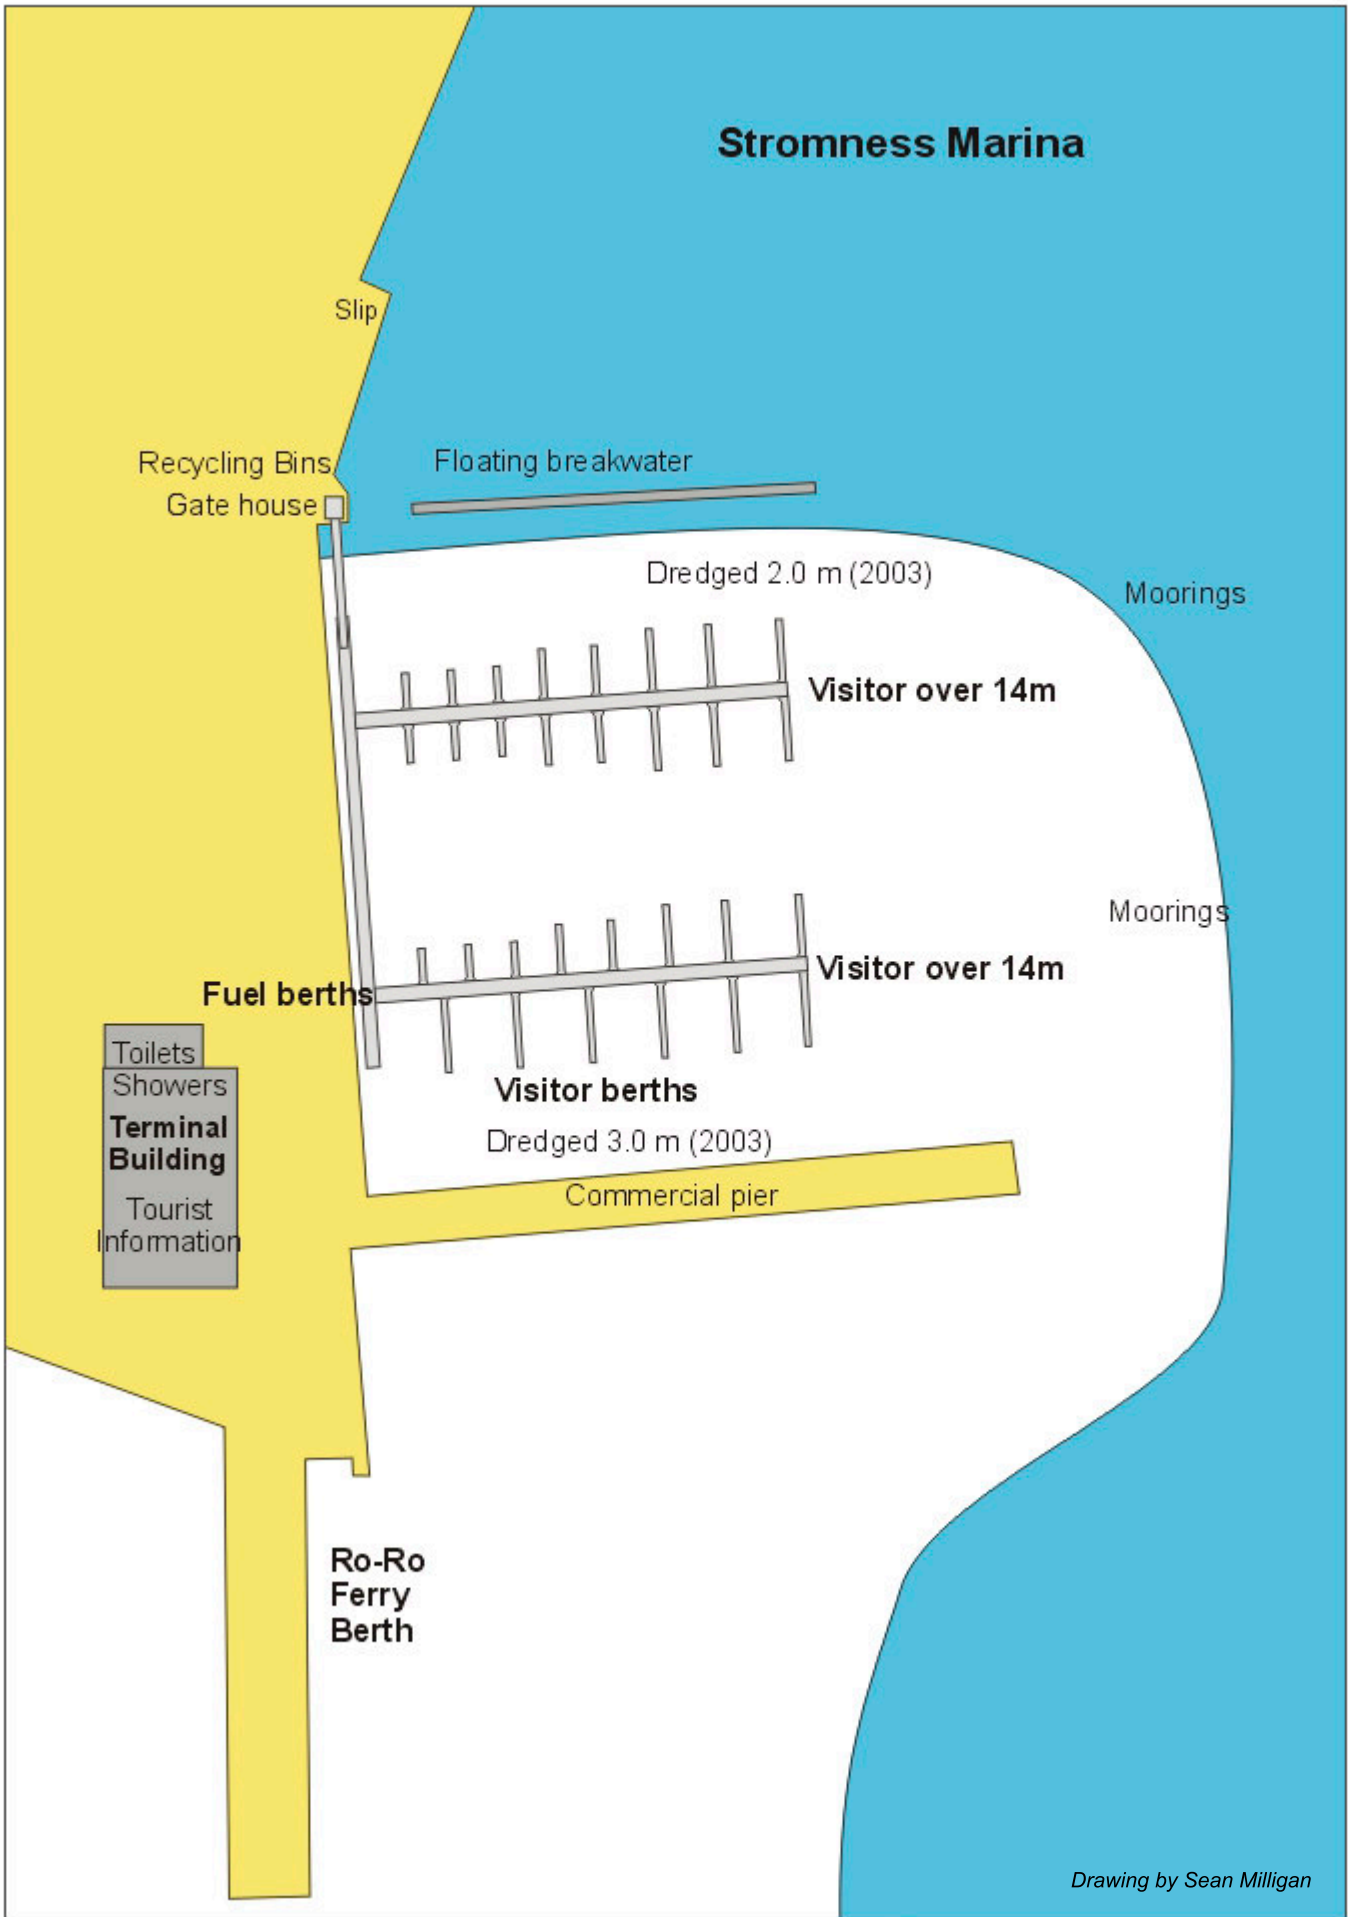 Stromness Marina
Slip
Recycling Bins
Floating breakwater
Gate house
Dredged 2.0 m (2003)
Moorings
Visitor over 14m
Moorings
Visitor over 14m
Fuel berths
Toilets
Showers
Visitor berths
Terminal
Building
Dredged 3.0 m (2003)
Commercial pier
Tourist
Information
Ro-Ro
Ferry
Berth
Drawing by Sean Milligan